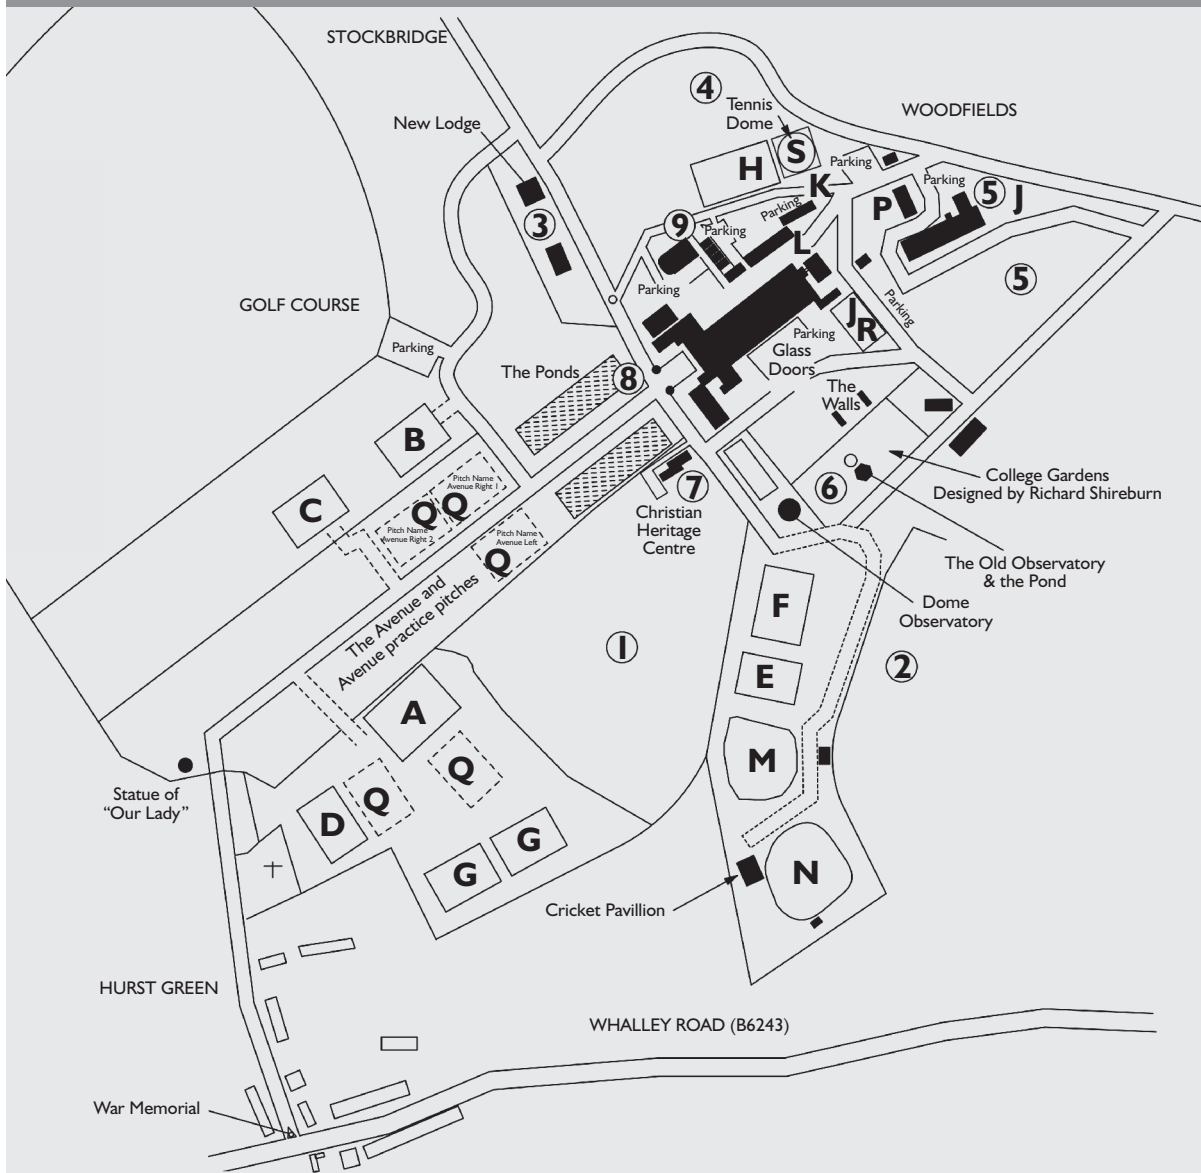 STOCKBRIDGE
4
Tennis
Dome
WOODFIELDS
New Lodge
S
H
Parking
K
Parking
5
J
P
3
9
Parking
Parking
L
5
GOLF COURSE
Parking
Parking
J
R
Parking
Glass
Doors
Parking
The Ponds
8
The
Walls
B
C
Pitch Name
Avenue Right 1
Q
Q
Pitch Name
Avenue Right 2
Pitch Name
Avenue Left
Q
7
6
College Gardens
Designed by Richard Shireburn
Christian
Heritage
Centre
The Old Observatory
& the Pond
Dome
Observatory
The Avenue and
Avenue practice pitches
F
1
2
E
A
M
Q
Q
Statue of
“Our Lady”
D
G
G
N
Cricket Pavillion
HURST GREEN
WHALLEY ROAD (B6243)
War Memorial